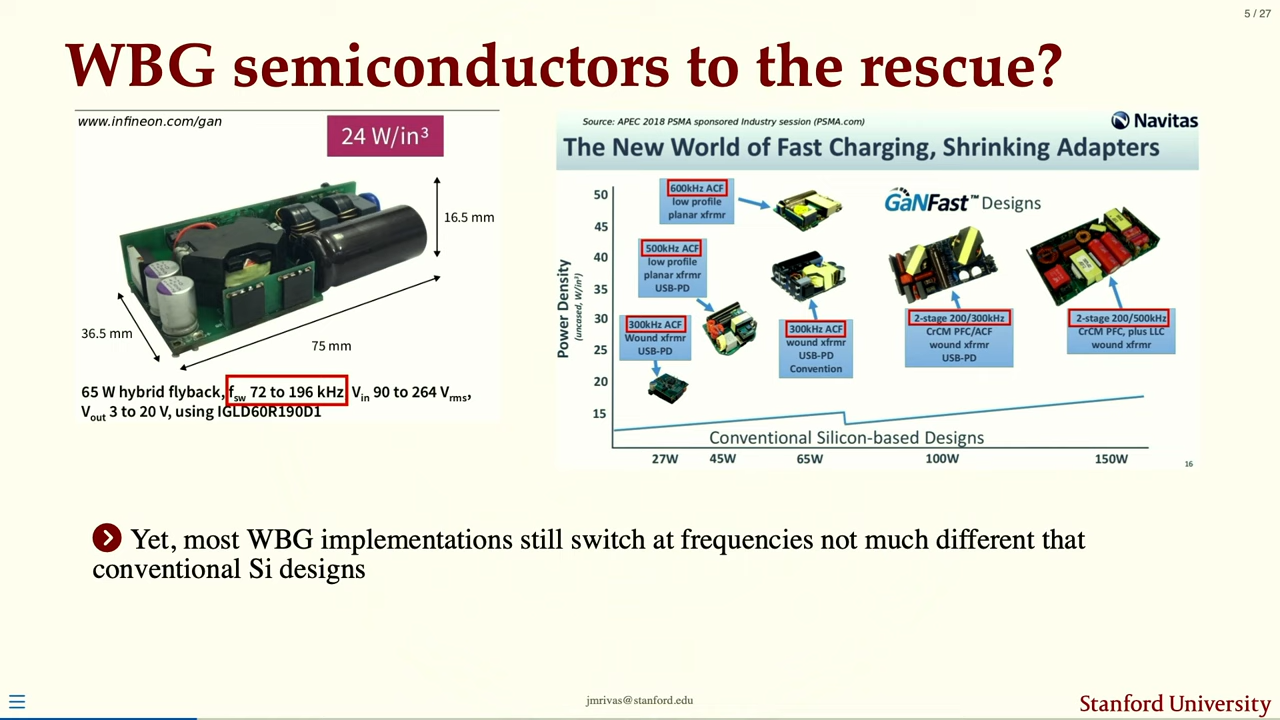 5 / 27
WBG semiconductors to the rescue?
www.infineon.com/gan
24 W/in³
16.5 mm
36.5 mm
75 mm
65 W hybrid flyback, fsw 72 to 196 kHz, Vin 90 to 264 Vrms,
Vout 3 to 20 V, using IGLD60R190D1
Source: APEC 2018 PSMA sponsored Industry session (PSMA.com)
Navitas
The New World of Fast Charging, Shrinking Adapters
Power Density
(uncased, W/in³)
50
45
40
35
30
25
20
15
600kHz ACF
low profile
planar xfrmr
500kHz ACF
low profile
planar xfrmr
USB-PD
300kHz ACF
Wound xfrmr
USB-PD
300kHz ACF
wound xfrmr
USB-PD
Convention
GaNFast™ Designs
2-stage 200/300kHz
CrCM PFC/ACF
wound xfrmr
USB-PD
2-stage 200/500kHz
CrCM PFC, plus LLC
wound xfrmr
Conventional Silicon-based Designs
27W 45W 65W 100W 150W
16
Yet, most WBG implementations still switch at frequencies not much different that
conventional Si designs
jmrivas@stanford.edu
Stanford University